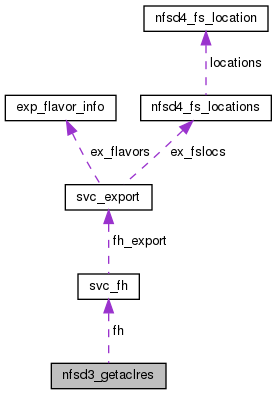 nfsd4_fs_location
locations
exp_flavor_info
nfsd4_fs_locations
ex_flavors
ex_fslocs
svc_export
fh_export
svc_fh
fh
nfsd3_getaclres